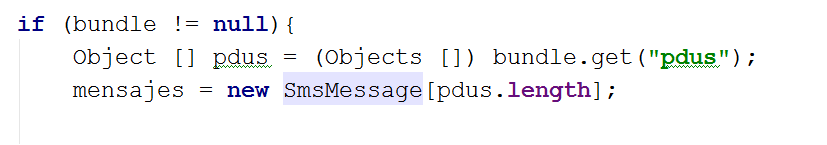 if (bundle != null){
Object [] pdus = (Objects []) bundle.get("pdus");
mensajes = new SmsMessage[pdus.length];